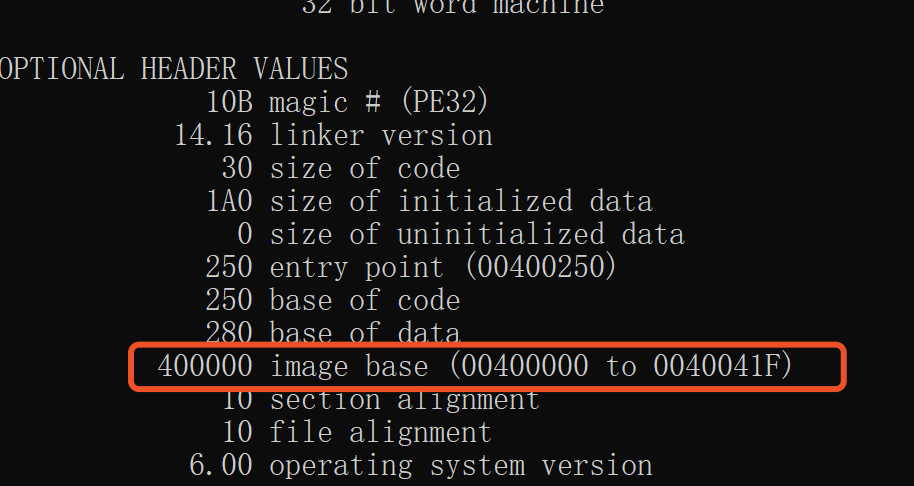 32 bit word machine
OPTIONAL HEADER VALUES
10B magic # (PE32)
14.16 linker version
30 size of code
1A0 size of initialized data
0 size of uninitialized data
250 entry point (00400250)
250 base of code
280 base of data
400000 image base (00400000 to 0040041F)
10 section alignment
10 file alignment
6.00 operating system version